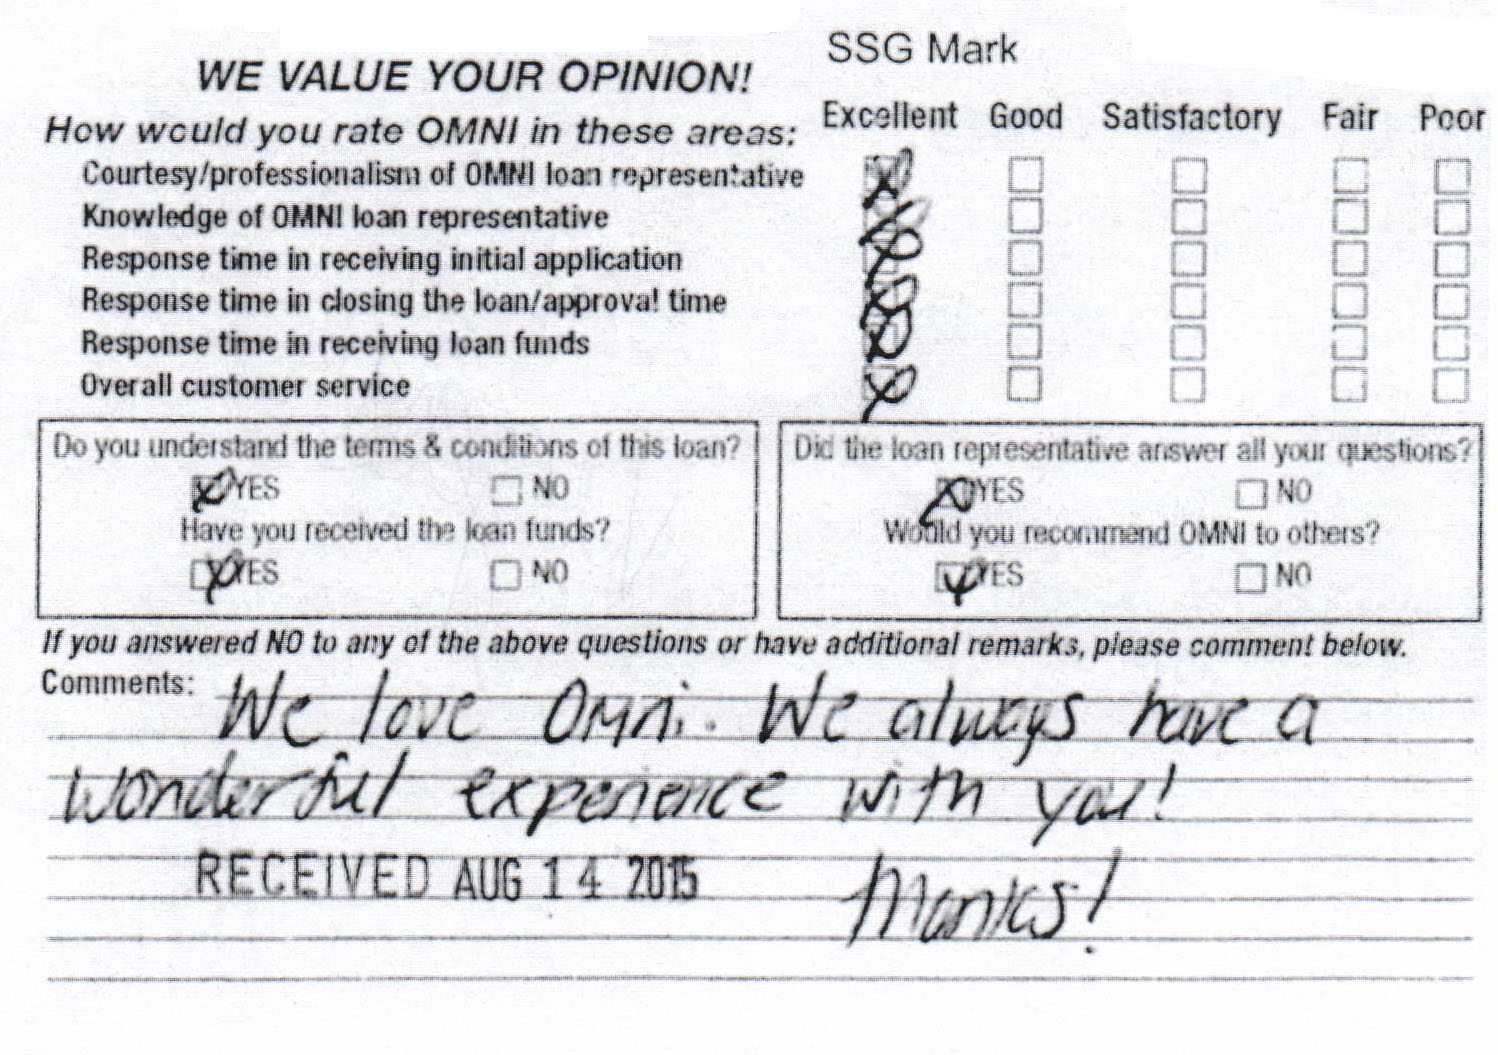 SSG Mark
WE VALUE YOUR OPINION!
How would you rate OMNI in these areas: Excellent Good Satisfactory Fair Poor
Courtesy/professionalism of OMNI loan representative
Knowledge of OMNI loan representative
Response time in receiving initial application
Response time in closing the loan/approval time
Response time in receiving loan funds
Overall customer service
Do you understand the terms & conditions of this loan?
YES NO
Have you received the loan funds?
YES NO
Did the loan representative answer all your questions?
YES NO
Would you recommend OMNI to others?
YES NO
If you answered NO to any of the above questions or have additional remarks, please comment below.
Comments: We love Omni. We always have a
wonderful experience with you!
RECEIVED AUG 14 2015 Thanks!